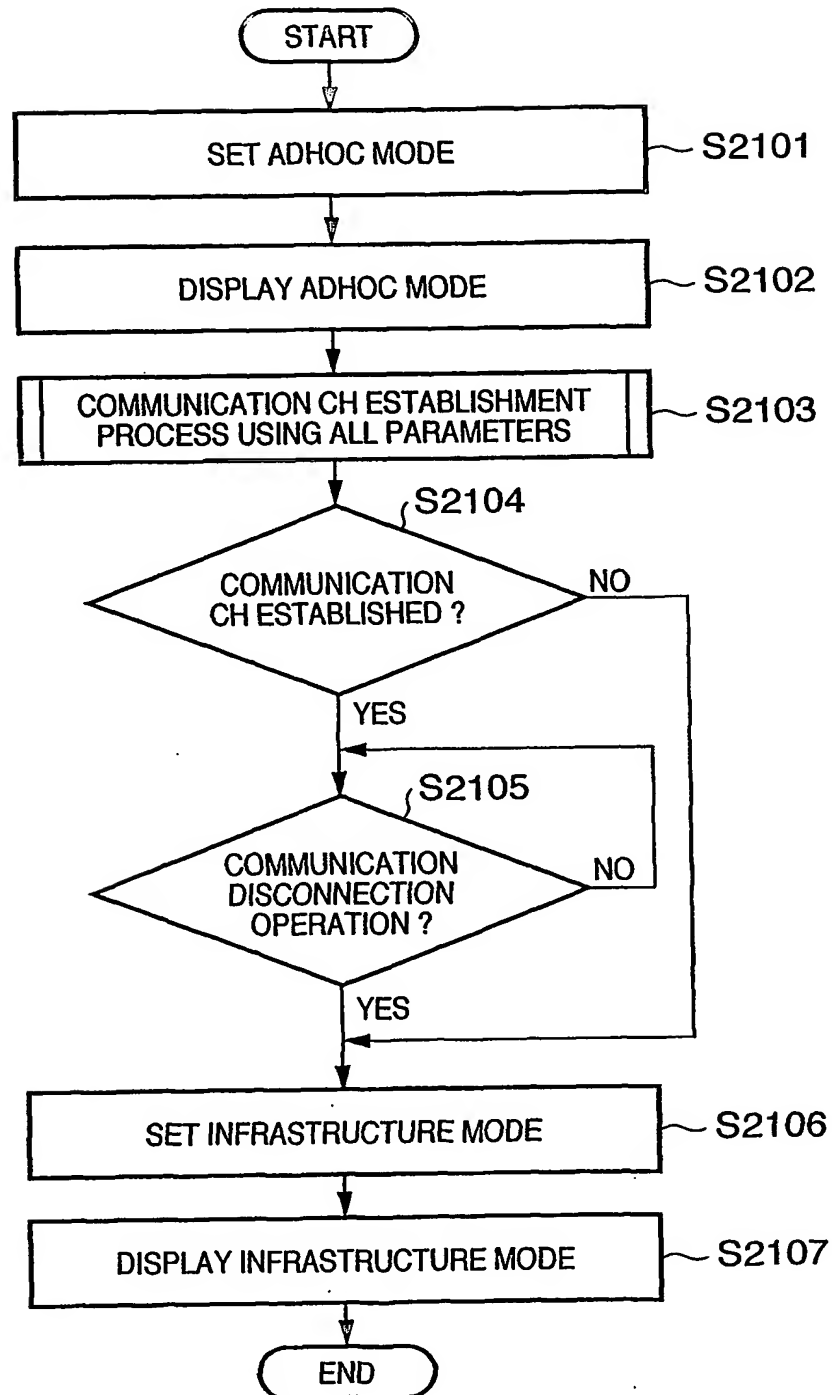 START
SET ADHOC MODE
S2101
DISPLAY ADHOC MODE
S2102
COMMUNICATION CH ESTABLISHMENT
PROCESS USING ALL PARAMETERS
S2103
S2104
COMMUNICATION
CH ESTABLISHED ?
NO
YES
S2105
COMMUNICATION
DISCONNECTION
OPERATION ?
NO
YES
SET INFRASTRUCTURE MODE
S2106
DISPLAY INFRASTRUCTURE MODE
S2107
END